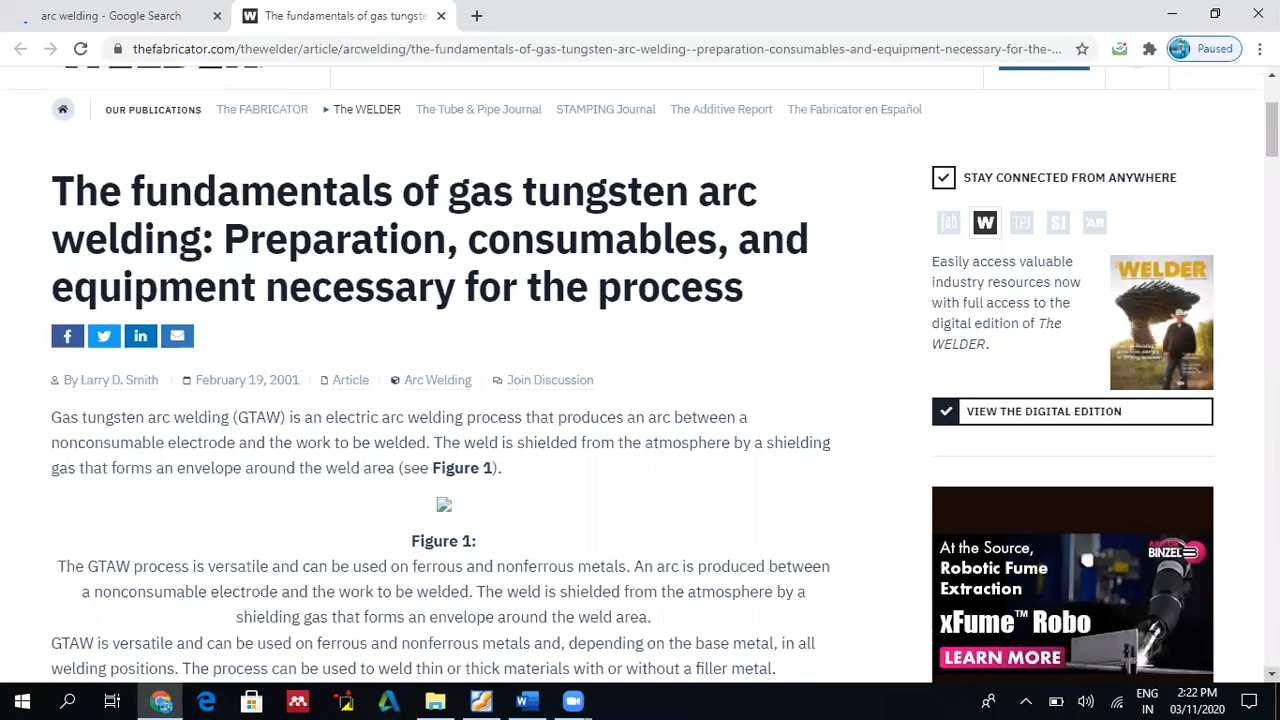 arc welding - Google Search
The fundamentals of gas tungste
thefabricator.com/thewelder/article/arcwelding/the-fundamentals-of-gas-tungsten-arc-welding--preparation-consumables-and-equipment-necessary-for-the-...
Paused
OUR PUBLICATIONS The FABRICATOR The WELDER The Tube & Pipe Journal STAMPING Journal The Additive Report The Fabricator en Español
The fundamentals of gas tungsten arc
welding: Preparation, consumables, and
equipment necessary for the process
By Larry D. Smith February 19, 2001 Article Arc Welding Join Discussion
Gas tungsten arc welding (GTAW) is an electric arc welding process that produces an arc between a
nonconsumable electrode and the work to be welded. The weld is shielded from the atmosphere by a shielding
gas that forms an envelope around the weld area (see Figure 1).
Figure 1:
The GTAW process is versatile and can be used on ferrous and nonferrous metals. An arc is produced between
a nonconsumable electrode and the work to be welded. The weld is shielded from the atmosphere by a
shielding gas that forms an envelope around the weld area.
GTAW is versatile and can be used on ferrous and nonferrous metals and, depending on the base metal, in all
welding positions. The process can be used to weld thin or thick materials with or without a filler metal.
STAY CONNECTED FROM ANYWHERE
fab W TPJ SJ AR
Easily access valuable
industry resources now
with full access to the
digital edition of The
WELDER.
WELDER
VIEW THE DIGITAL EDITION
At the Source,
Robotic Fume
Extraction
BINZEL
xFume™ Robo
LEARN MORE
ENG
IN
2:22 PM
03/11/2020